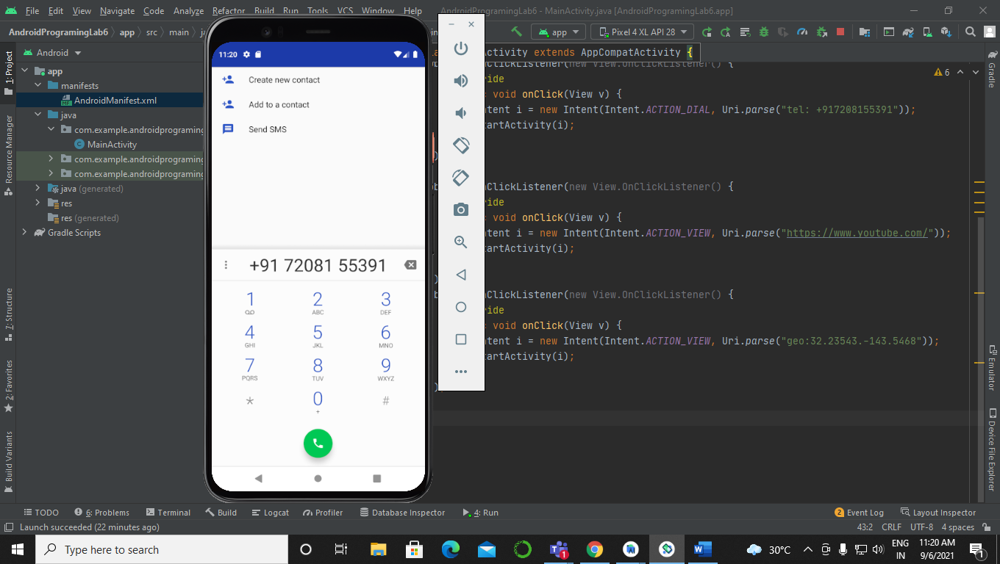 File Edit View Navigate Code Analyze Refactor Build Run Tools VCS Window Help AndroidProgramingLab6 - MainActivity.java [AndroidProgramingLab6.app]
AndroidProgramingLab6 app src main
app
Pixel 4 XL API 28
1: Project
Resource Manager
7: Structure
2: Favorites
Build Variants
Android
app
manifests
AndroidManifest.xml
java
com.example.androidprograming
MainActivity
com.example.androidprograming
com.example.androidprograming
java (generated)
res
res (generated)
Gradle Scripts
11:20
Create new contact
Add to a contact
Send SMS
+91 72081 55391
1 2 ABC 3 DEF
4 GHI 5 JKL 6 MNO
7 PQRS 8 TUV 9 WXYZ
* 0 + #
Activity extends AppCompatActivity {
6
nClickListener(new View.OnClickListener() {
ride
void onClick(View v) {
ntent i = new Intent(Intent.ACTION_DIAL, Uri.parse("tel: +917208155391"));
tartActivity(i);
)
nClickListener(new View.OnClickListener() {
ride
void onClick(View v) {
ntent i = new Intent(Intent.ACTION_VIEW, Uri.parse("https://www.youtube.com/"));
tartActivity(i);
)
nClickListener(new View.OnClickListener() {
ride
void onClick(View v) {
ntent i = new Intent(Intent.ACTION_VIEW, Uri.parse("geo:32.23543.-143.5468"));
tartActivity(i);
)
Gradle
Emulator
Device File Explorer
TODO 6: Problems Terminal Build Logcat Profiler Database Inspector 4: Run 2 Event Log Layout Inspector
Launch succeeded (22 minutes ago) 43:2 CRLF UTF-8 4 spaces
Type here to search
1
30°C
ENG
IN
11:20 AM
9/6/2021
1